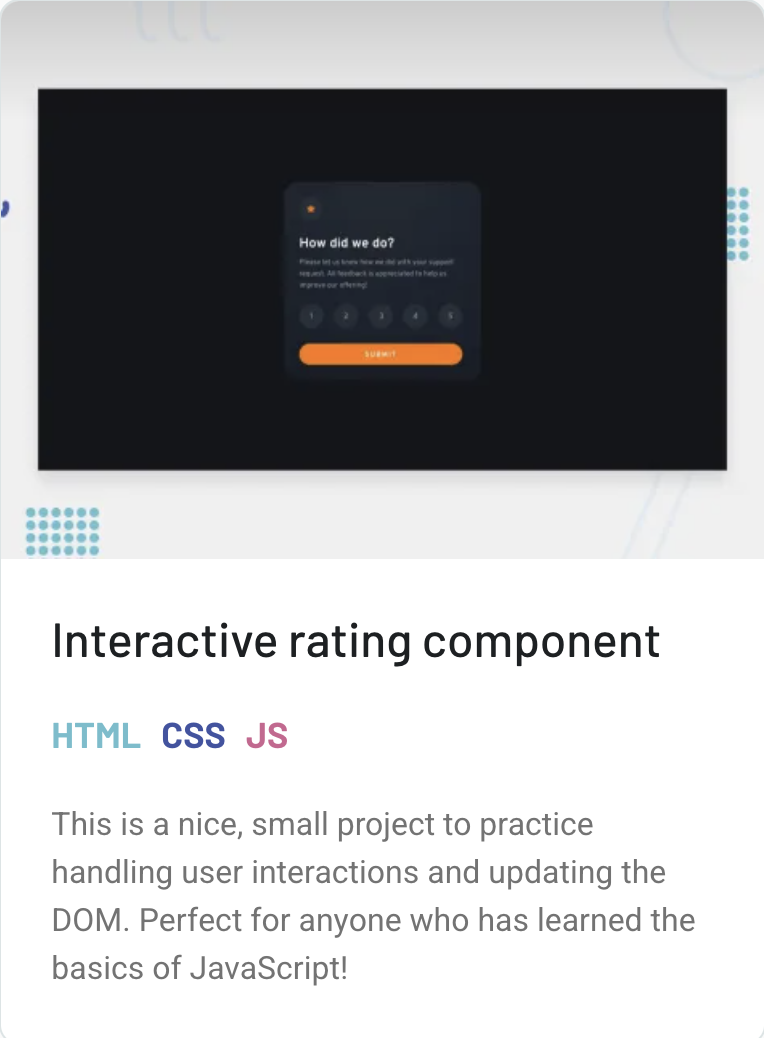 How did we do?
Please let us know how we did with your support
request. All feedback is appreciated to help us
improve our offering!
1 2 3 4 5
SUBMIT
Interactive rating component
HTML CSS JS
This is a nice, small project to practice
handling user interactions and updating the
DOM. Perfect for anyone who has learned the
basics of JavaScript!